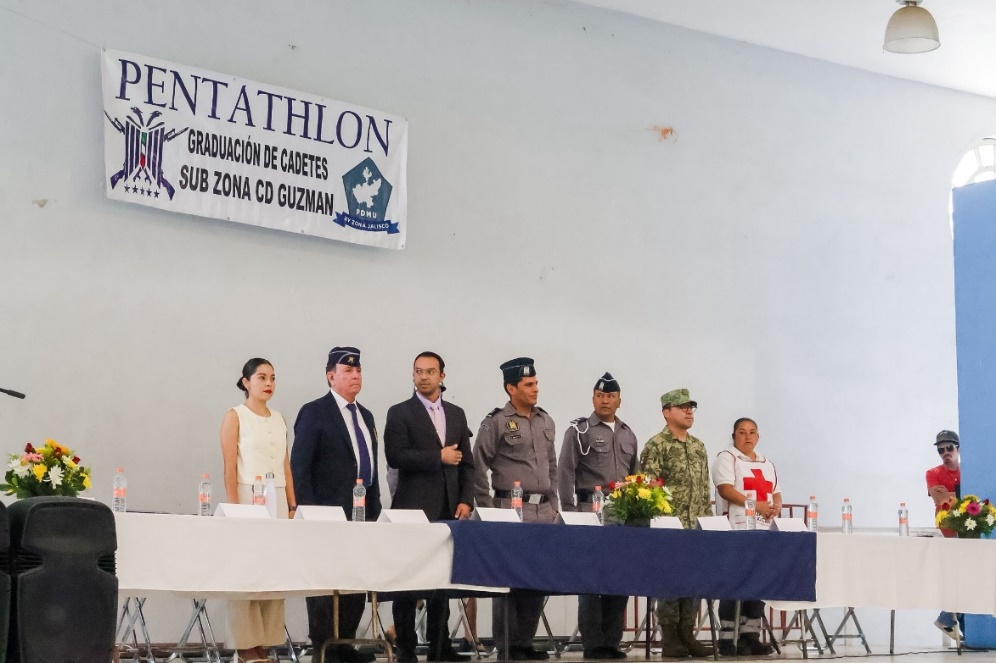 PENTATHLON
GRADUACIÓN DE CADETES
SUB ZONA CD GUZMAN
PDMU
XV ZONA JALISCO